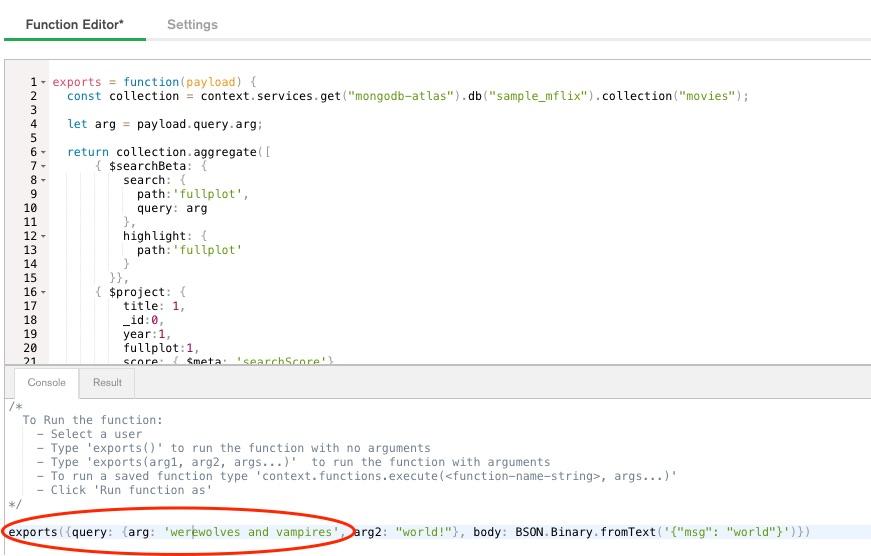 Function Editor*
Settings
1 exports = function(payload) {
2 const collection = context.services.get("mongodb-atlas").db("sample_mflix").collection("movies");
3
4 let arg = payload.query.arg;
5
6 return collection.aggregate([
7 { $searchBeta: {
8 search: {
9 path:'fullplot',
10 query: arg
11 },
12 highlight: {
13 path:'fullplot'
14 }
15 }},
16 { $project: {
17 title: 1,
18 _id:0,
19 year:1,
20 fullplot:1,
21 score: { $meta: 'searchScore'}
Console
Result
/*
To Run the function:
- Select a user
- Type 'exports()' to run the function with no arguments
- Type 'exports(arg1, arg2, args...)' to run the function with arguments
- To run a saved function type 'context.functions.execute(<function-name-string>, args...)'
- Click 'Run function as'
*/
exports({query: {arg: 'werewolves and vampires', arg2: "world!"}, body: BSON.Binary.fromText('{"msg": "world"}')})